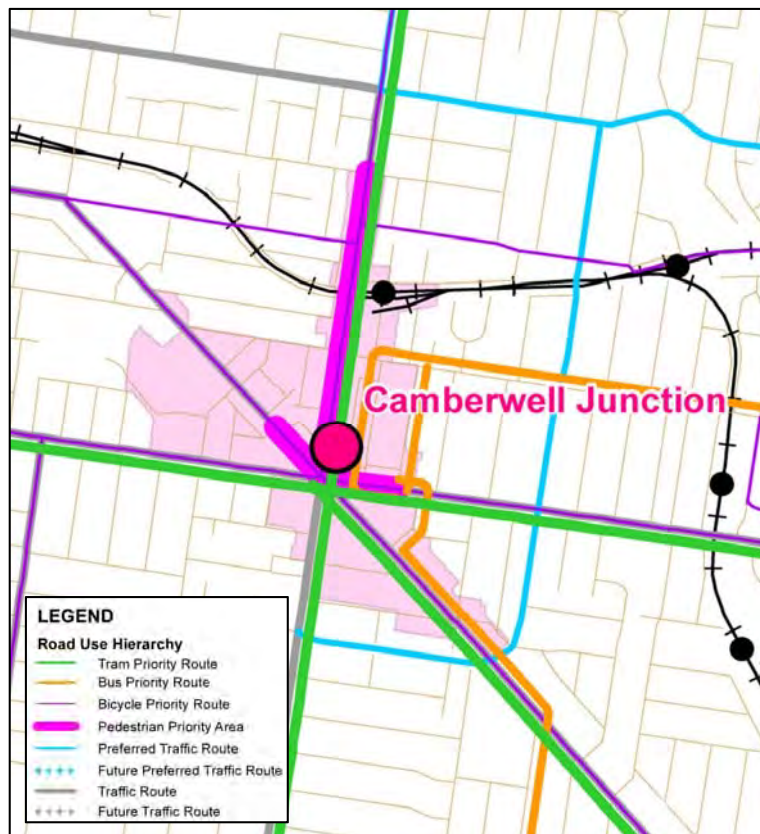 Camberwell Junction
LEGEND
Road Use Hierarchy
Tram Priority Route
Bus Priority Route
Bicycle Priority Route
Pedestrian Priority Area
Preferred Traffic Route
Future Preferred Traffic Route
Traffic Route
Future Traffic Route